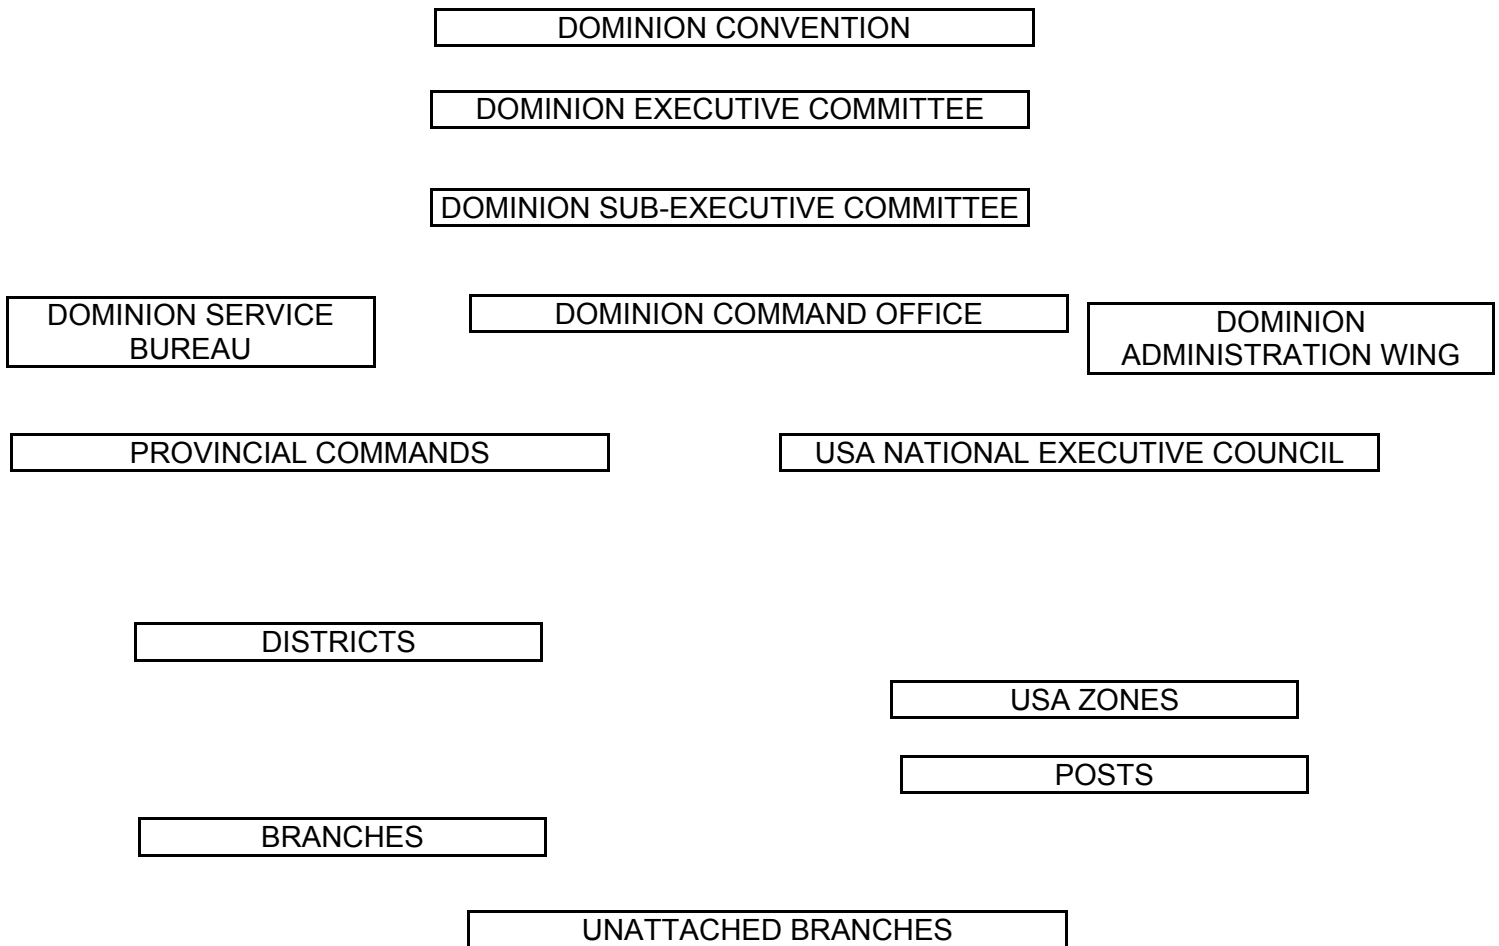 DOMINION CONVENTION
DOMINION EXECUTIVE COMMITTEE
DOMINION SUB-EXECUTIVE COMMITTEE
DOMINION SERVICE
BUREAU
DOMINION COMMAND OFFICE
DOMINION
ADMINISTRATION WING
PROVINCIAL COMMANDS
USA NATIONAL EXECUTIVE COUNCIL
DISTRICTS
USA ZONES
POSTS
BRANCHES
UNATTACHED BRANCHES